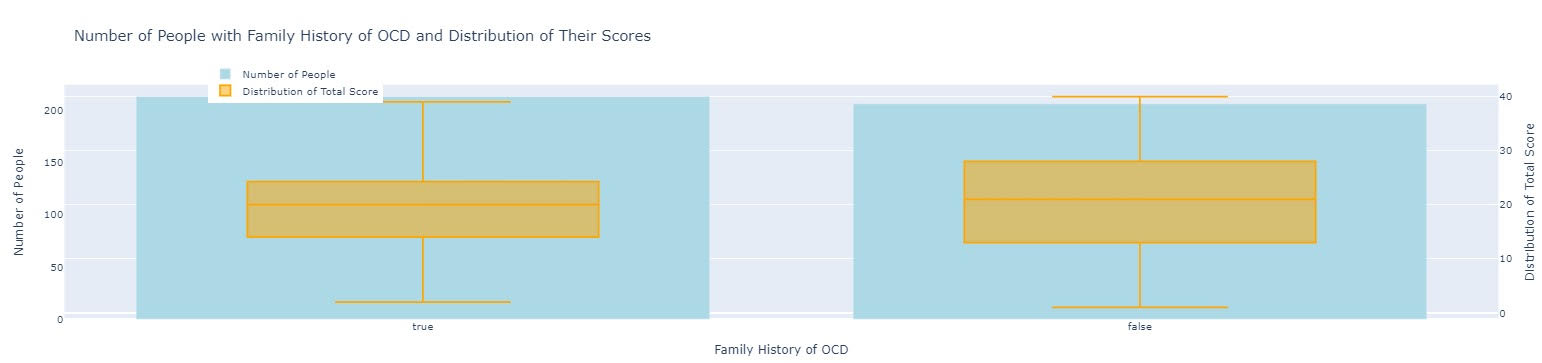 Number of People with Family History of OCD and Distribution of Their Scores
Number of People
Distribution of Total Score
200
150
100
50
0
Number of People
40
30
20
10
0
Distribution of Total Score
true
false
Family History of OCD